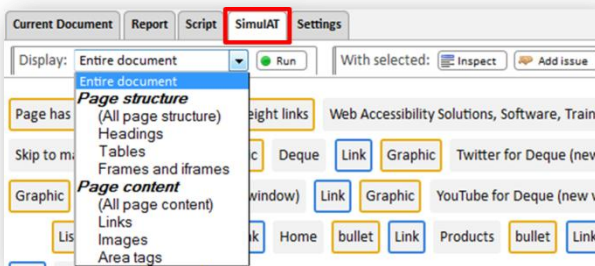 Current Document Report Script SimulAT Settings
Display: Entire document Run With selected: Inspect Add issue
Entire document
Page structure
Page has eight links Web Accessibility Solutions, Software, Train
(All page structure)
Headings
Skip to ma Deque Link Graphic Twitter for Deque (new
Tables
Frames and iframes
Page content
Graphic window) Link Graphic YouTube for Deque (new
(All page content)
Links
Lis Home bullet Link Products bullet Link
Images
Area tags